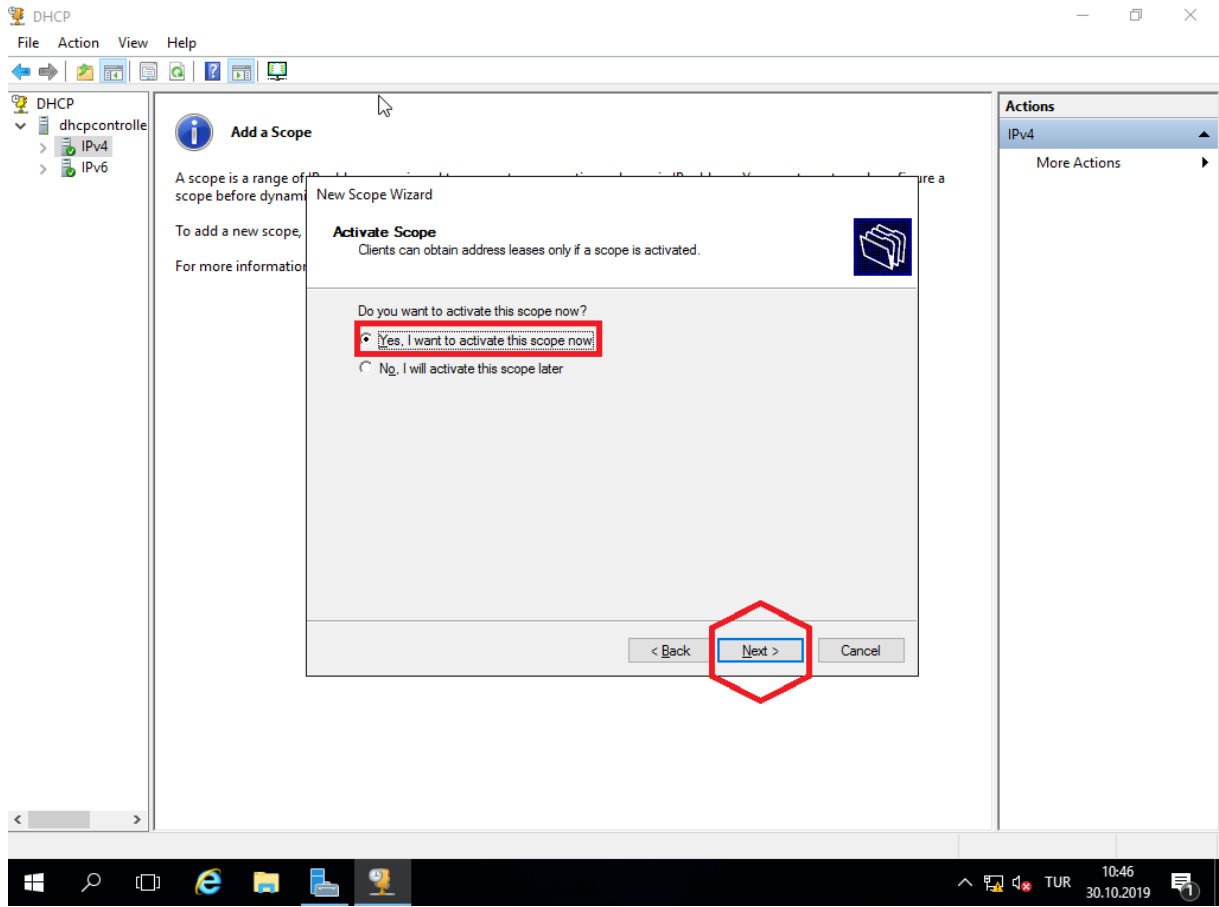 DHCP
File Action View Help
DHCP
dhcpcontrolle
IPv4
IPv6
Add a Scope
A scope is a range of ure a
scope before dynami
To add a new scope,
For more information
New Scope Wizard
Activate Scope
Clients can obtain address leases only if a scope is activated.
Do you want to activate this scope now?
Yes, I want to activate this scope now
No, I will activate this scope later
< Back Next > Cancel
Actions
IPv4
More Actions
TUR
10:46
30.10.2019
1